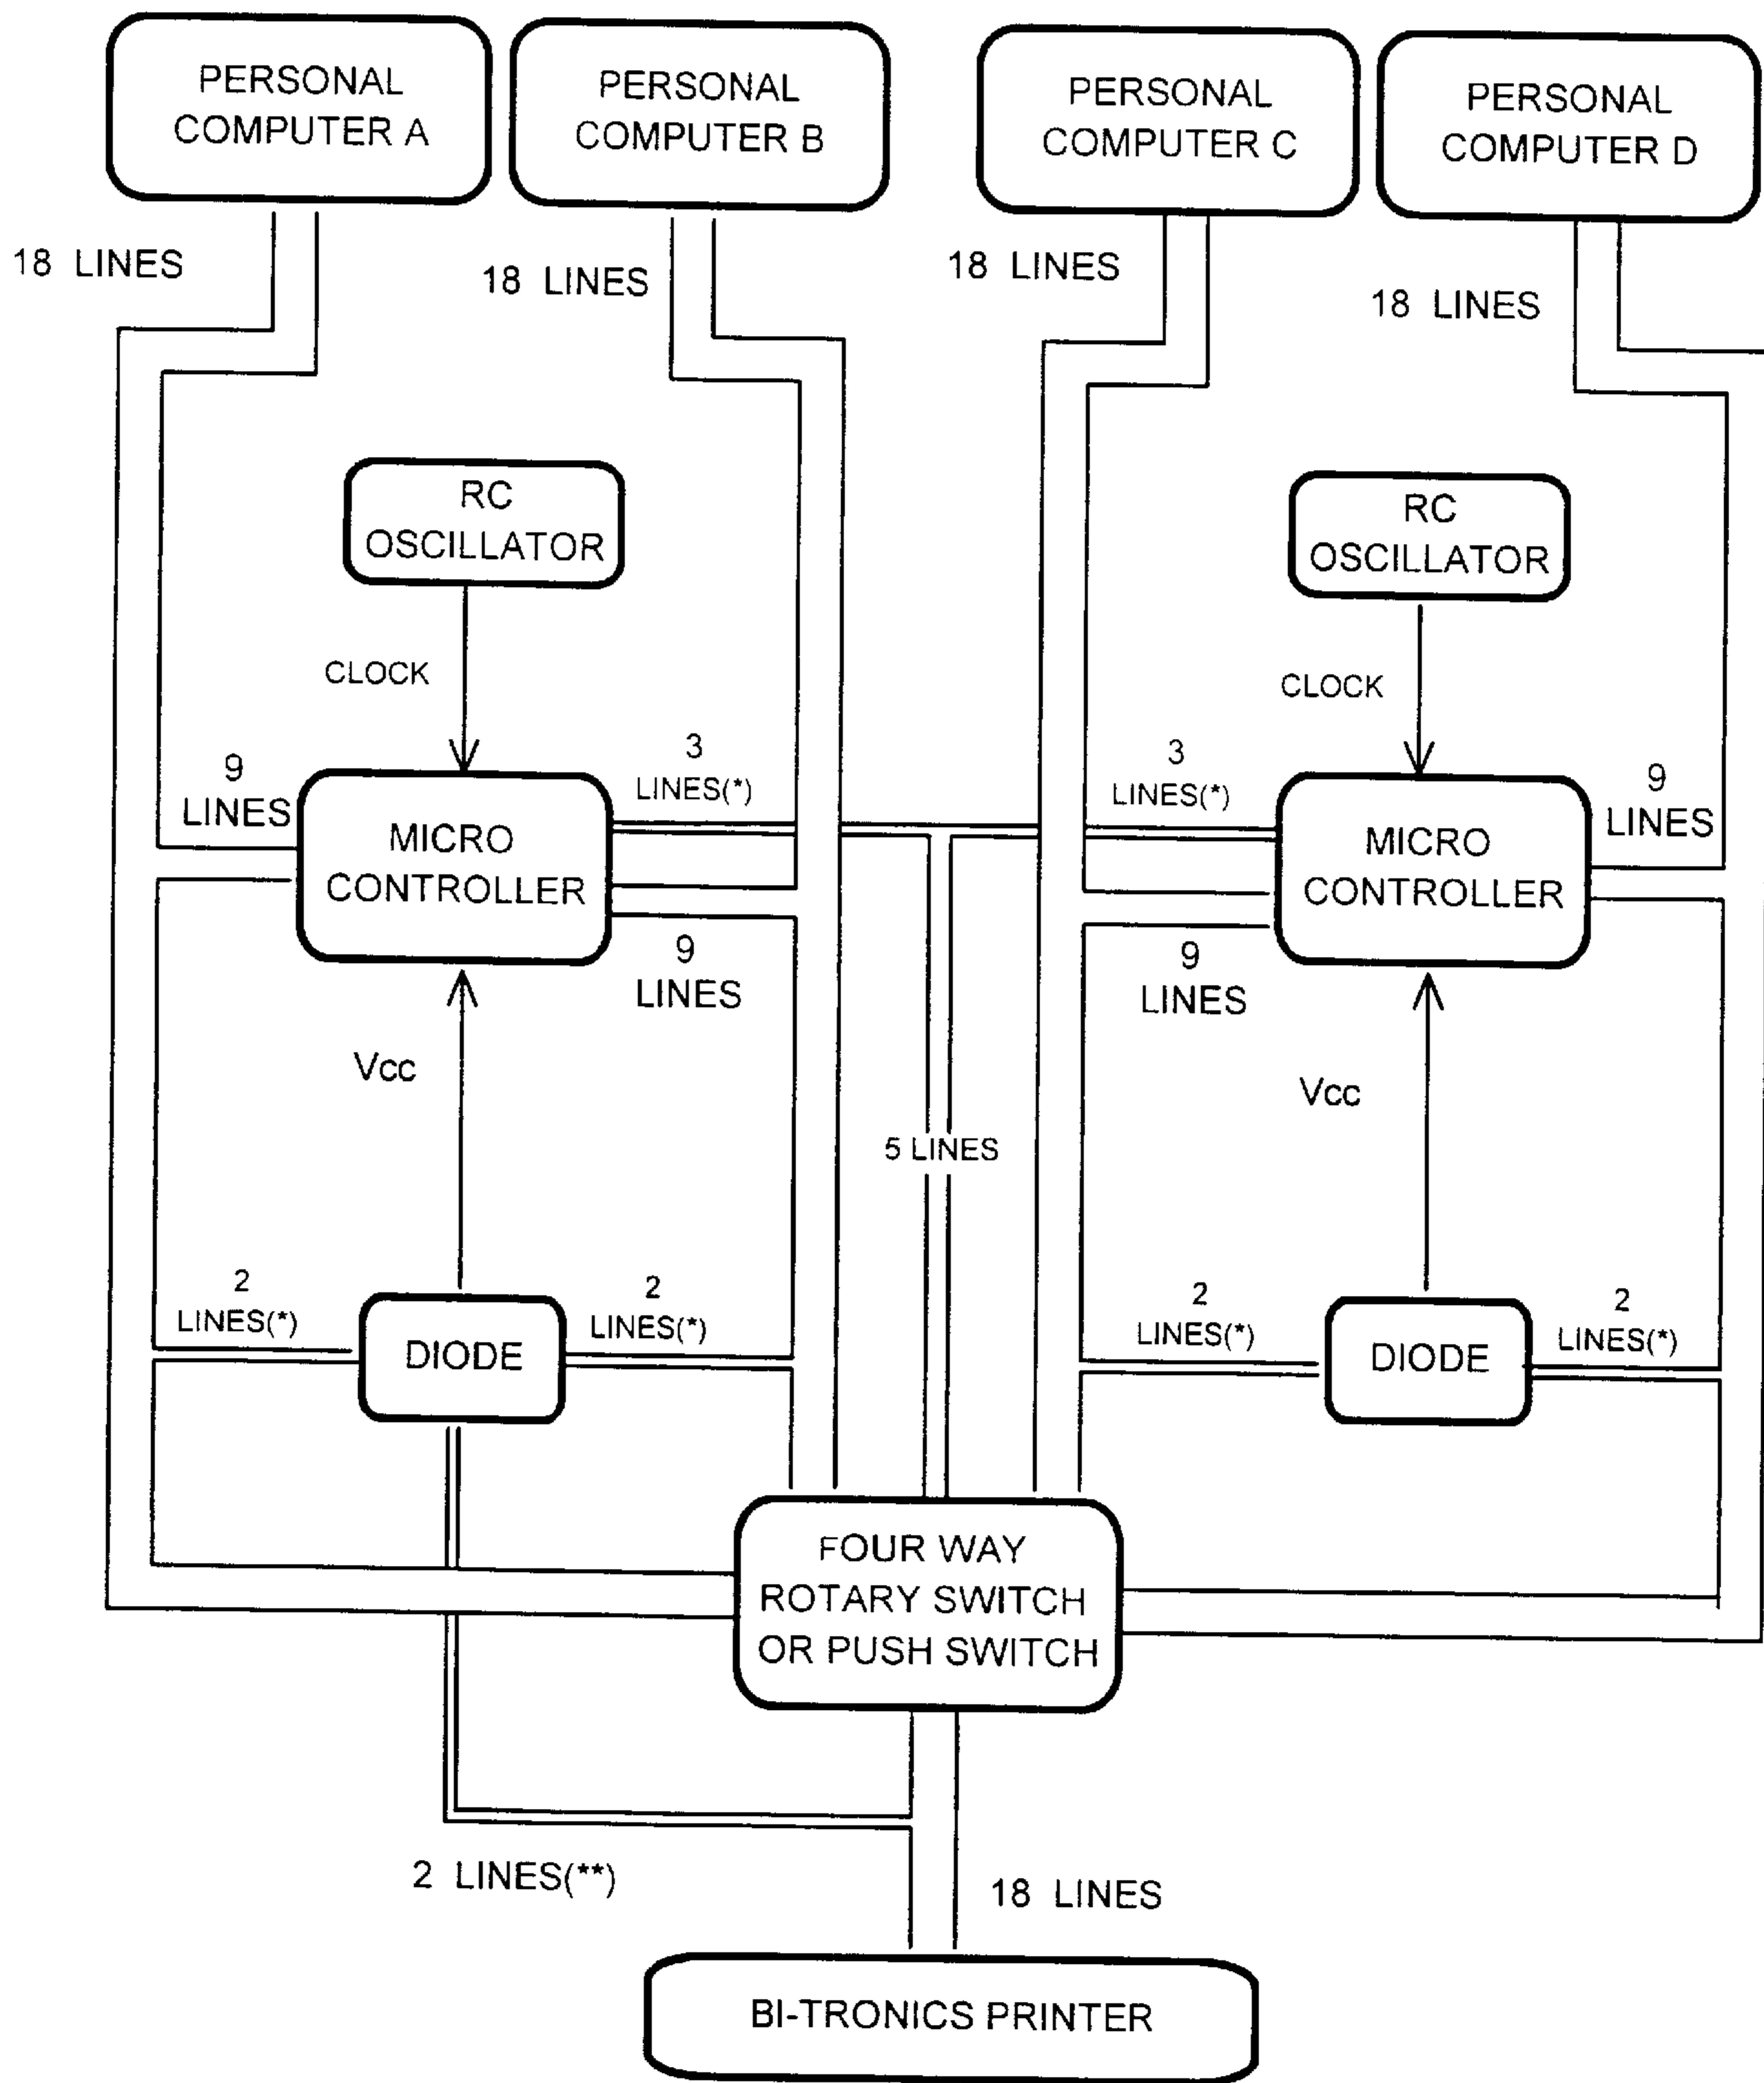 PERSONAL
COMPUTER A
PERSONAL
COMPUTER B
PERSONAL
COMPUTER C
PERSONAL
COMPUTER D
18 LINES
18 LINES
18 LINES
18 LINES
RC
OSCILLATOR
RC
OSCILLATOR
CLOCK
CLOCK
9
LINES
3
LINES(*)
3
LINES(*)
9
LINES
MICRO
CONTROLLER
MICRO
CONTROLLER
9
LINES
9
LINES
Vcc
Vcc
5 LINES
2
LINES(*)
2
LINES(*)
2
LINES(*)
2
LINES(*)
DIODE
DIODE
FOUR WAY
ROTARY SWITCH
OR PUSH SWITCH
2 LINES(**)
18 LINES
BI-TRONICS PRINTER